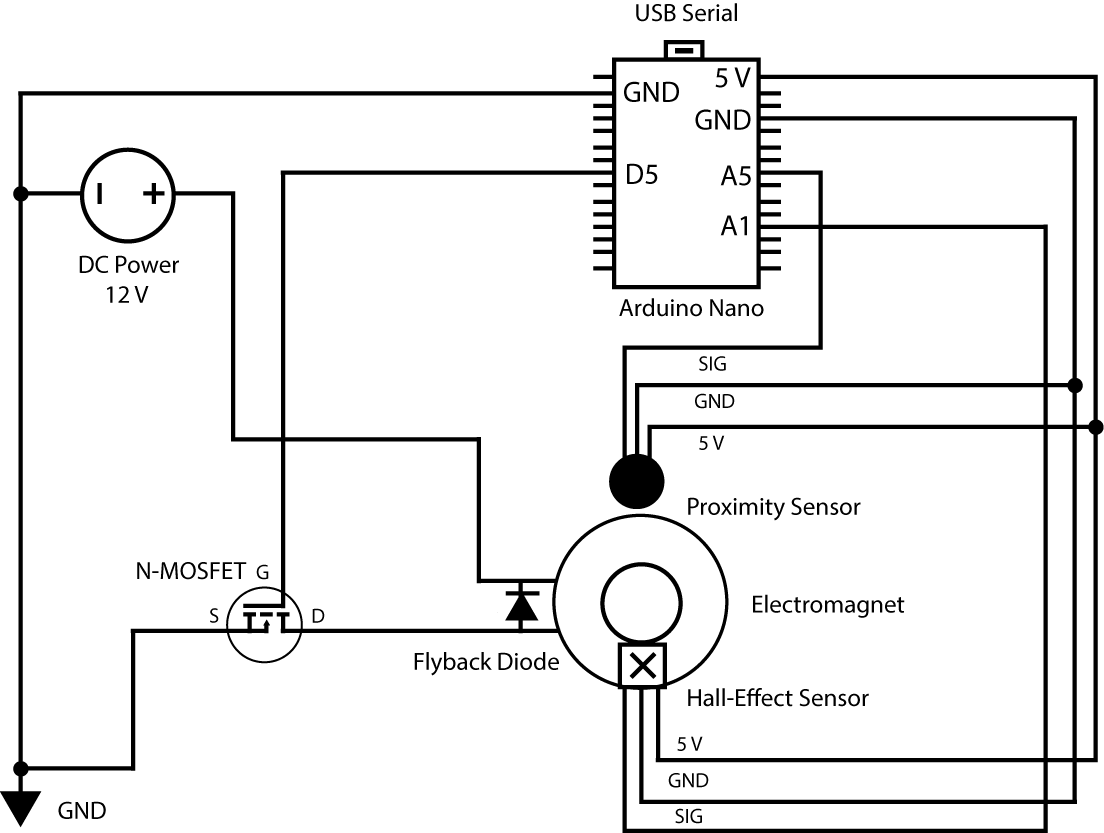 USB Serial
5 V
GND
GND
D5
A5
A1
Arduino Nano
DC Power
12 V
SIG
GND
5 V
Proximity Sensor
N-MOSFET G
S
D
Electromagnet
Flyback Diode
Hall-Effect Sensor
5 V
GND
SIG
GND